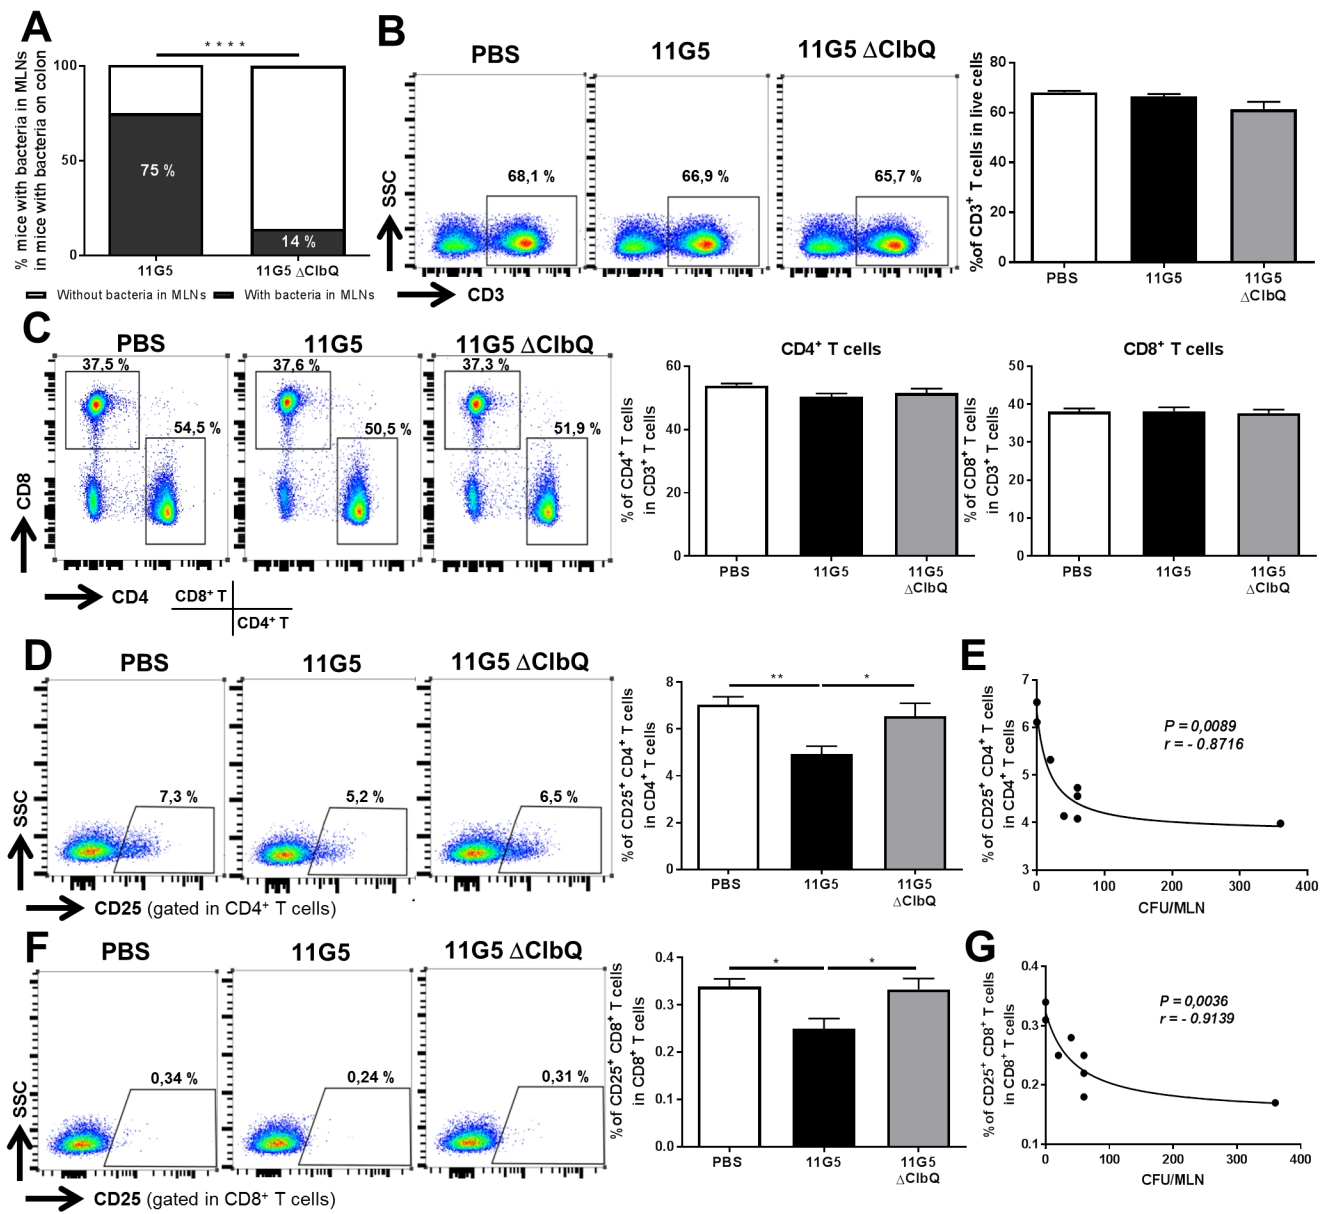 A
****
% mice with bacteria in MLNs
in mice with bacteria on colon
100
50
0
75 %
14 %
11G5
11G5 ΔClbQ
Without bacteria in MLNs
With bacteria in MLNs
B
PBS
11G5
11G5 ΔClbQ
SSC
68,1 %
66,9 %
65,7 %
CD3
%of CD3⁺ T cells in live cells
80
60
40
20
0
PBS
11G5
11G5
ΔClbQ
C
PBS
11G5
11G5 ΔClbQ
37,5 %
37,6 %
37,3 %
54,5 %
50,5 %
51,9 %
CD8
CD4
CD8⁺ T
CD4⁺ T
CD4⁺ T cells
% of CD4⁺ T cells
in CD3⁺ T cells
60
40
20
0
PBS
11G5
11G5
ΔClbQ
CD8⁺ T cells
% of CD8⁺ T cells
in CD3⁺ T cells
50
40
30
20
10
0
PBS
11G5
11G5
ΔClbQ
D
PBS
11G5
11G5 ΔClbQ
SSC
7,3 %
5,2 %
6,5 %
CD25 (gated in CD4⁺ T cells)
% of CD25⁺ CD4⁺ T cells
in CD4⁺ T cells
8
6
4
2
0
**
*
PBS
11G5
11G5
ΔClbQ
E
% of CD25⁺ CD4⁺ T cells
in CD4⁺ T cells
7
6
5
4
3
P = 0,0089
r = - 0.8716
0
100
200
300
400
CFU/MLN
F
PBS
11G5
11G5 ΔClbQ
SSC
0,34 %
0,24 %
0,31 %
CD25 (gated in CD8⁺ T cells)
% of CD25⁺ CD8⁺ T cells
in CD8⁺ T cells
0.4
0.3
0.2
0.1
0.0
*
*
PBS
11G5
11G5
ΔClbQ
G
% of CD25⁺ CD8⁺ T cells
in CD8⁺ T cells
0.4
0.3
0.2
0.1
P = 0,0036
r = - 0.9139
0
100
200
300
400
CFU/MLN